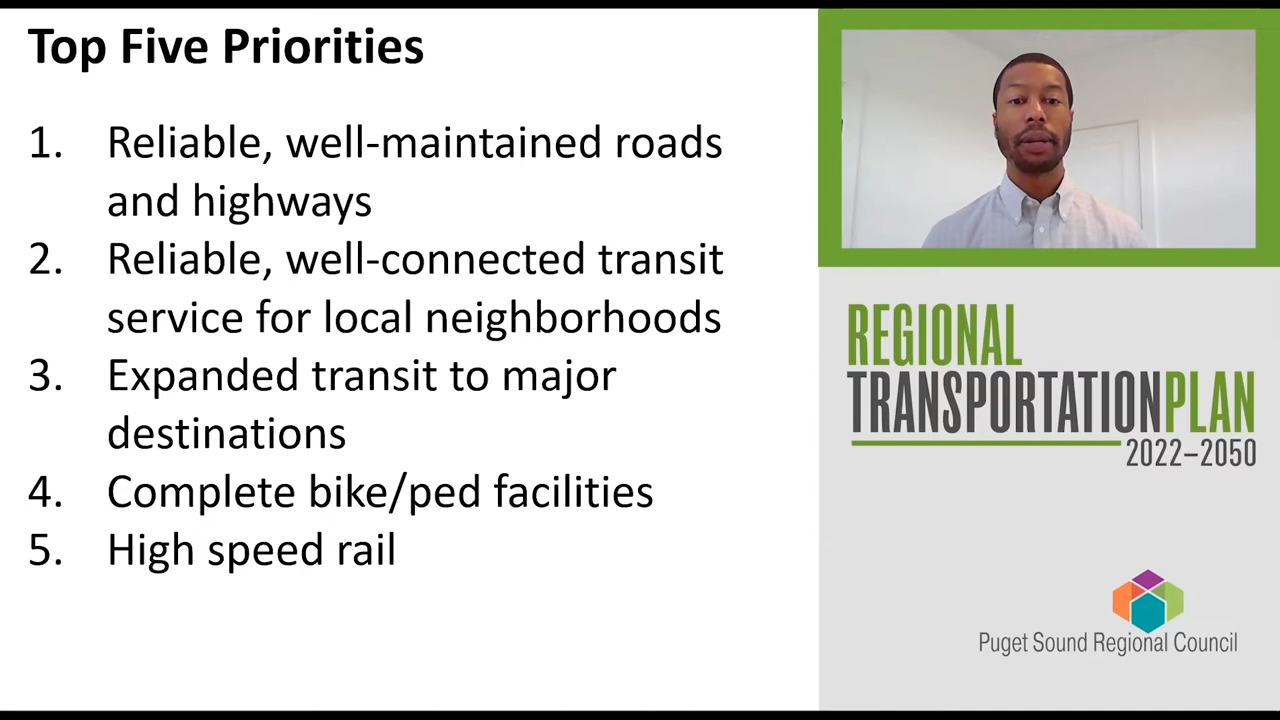 Top Five Priorities
1. Reliable, well-maintained roads
and highways
2. Reliable, well-connected transit
service for local neighborhoods
3. Expanded transit to major
destinations
4. Complete bike/ped facilities
5. High speed rail
REGIONAL
TRANSPORTATIONPLAN
2022–2050
Puget Sound Regional Council